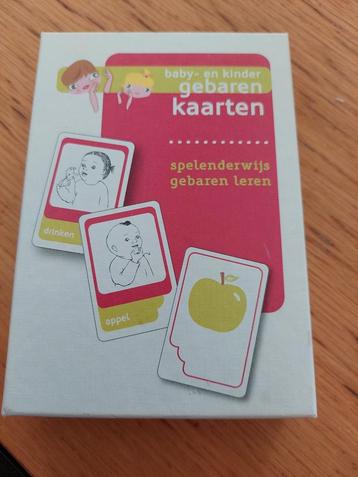 baby- en kinder
gebaren
kaarten
spelenderwijs
gebaren leren
drinken
appel